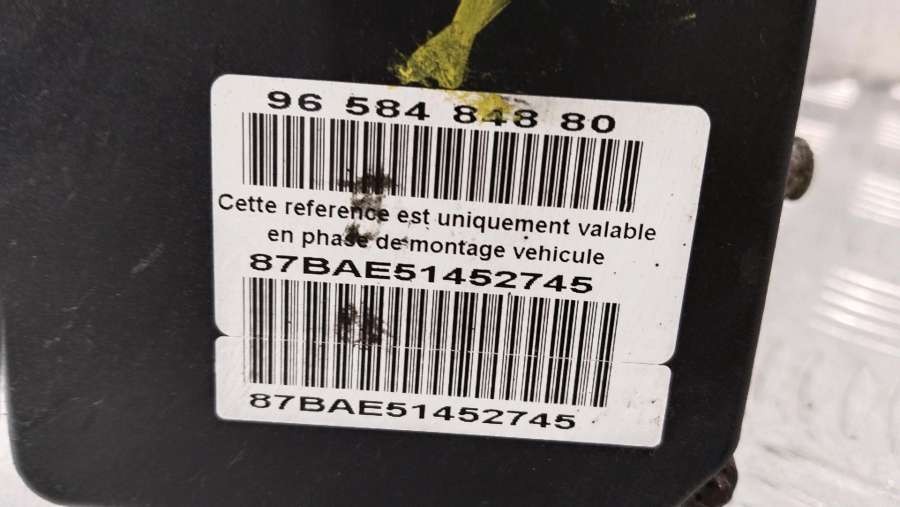 96 584 848 80
Cette reference est uniquement valable
en phase de montage vehicule
87BAE51452745
87BAE51452745